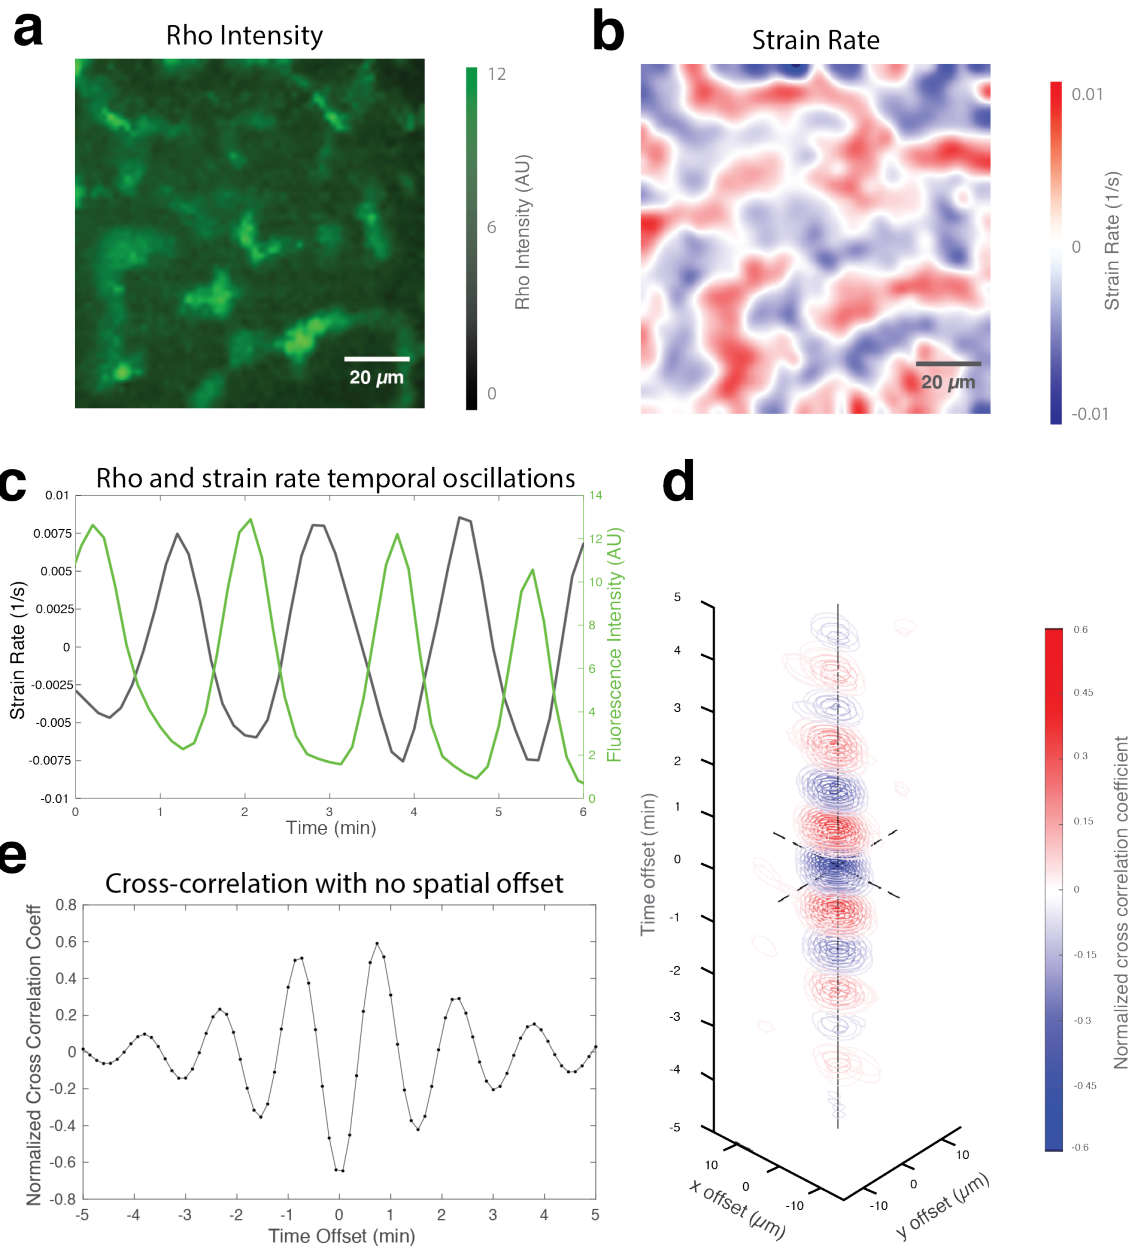 a
Rho Intensity
12
6
0
Rho Intensity (AU)
20 µm
b
Strain Rate
0.01
0
-0.01
Strain Rate (1/s)
20 µm
c
Rho and strain rate temporal oscillations
0.01
0.0075
0.005
0.0025
0
-0.0025
-0.005
-0.0075
-0.01
Strain Rate (1/s)
14
12
10
8
6
4
2
0
Fluorescence Intensity (AU)
0 1 2 3 4 5 6
Time (min)
d
5
4
3
2
1
0
-1
-2
-3
-4
-5
Time offset (min)
10
0
-10
x offset (µm)
-10
0
10
y offset (µm)
0.6
0.45
0.3
0.15
0
-0.15
-0.3
-0.45
-0.6
Normalized cross correlation coefficient
e
Cross-correlation with no spatial offset
0.8
0.6
0.4
0.2
0
-0.2
-0.4
-0.6
-0.8
Normalized Cross Correlation Coeff
-5 -4 -3 -2 -1 0 1 2 3 4 5
Time Offset (min)